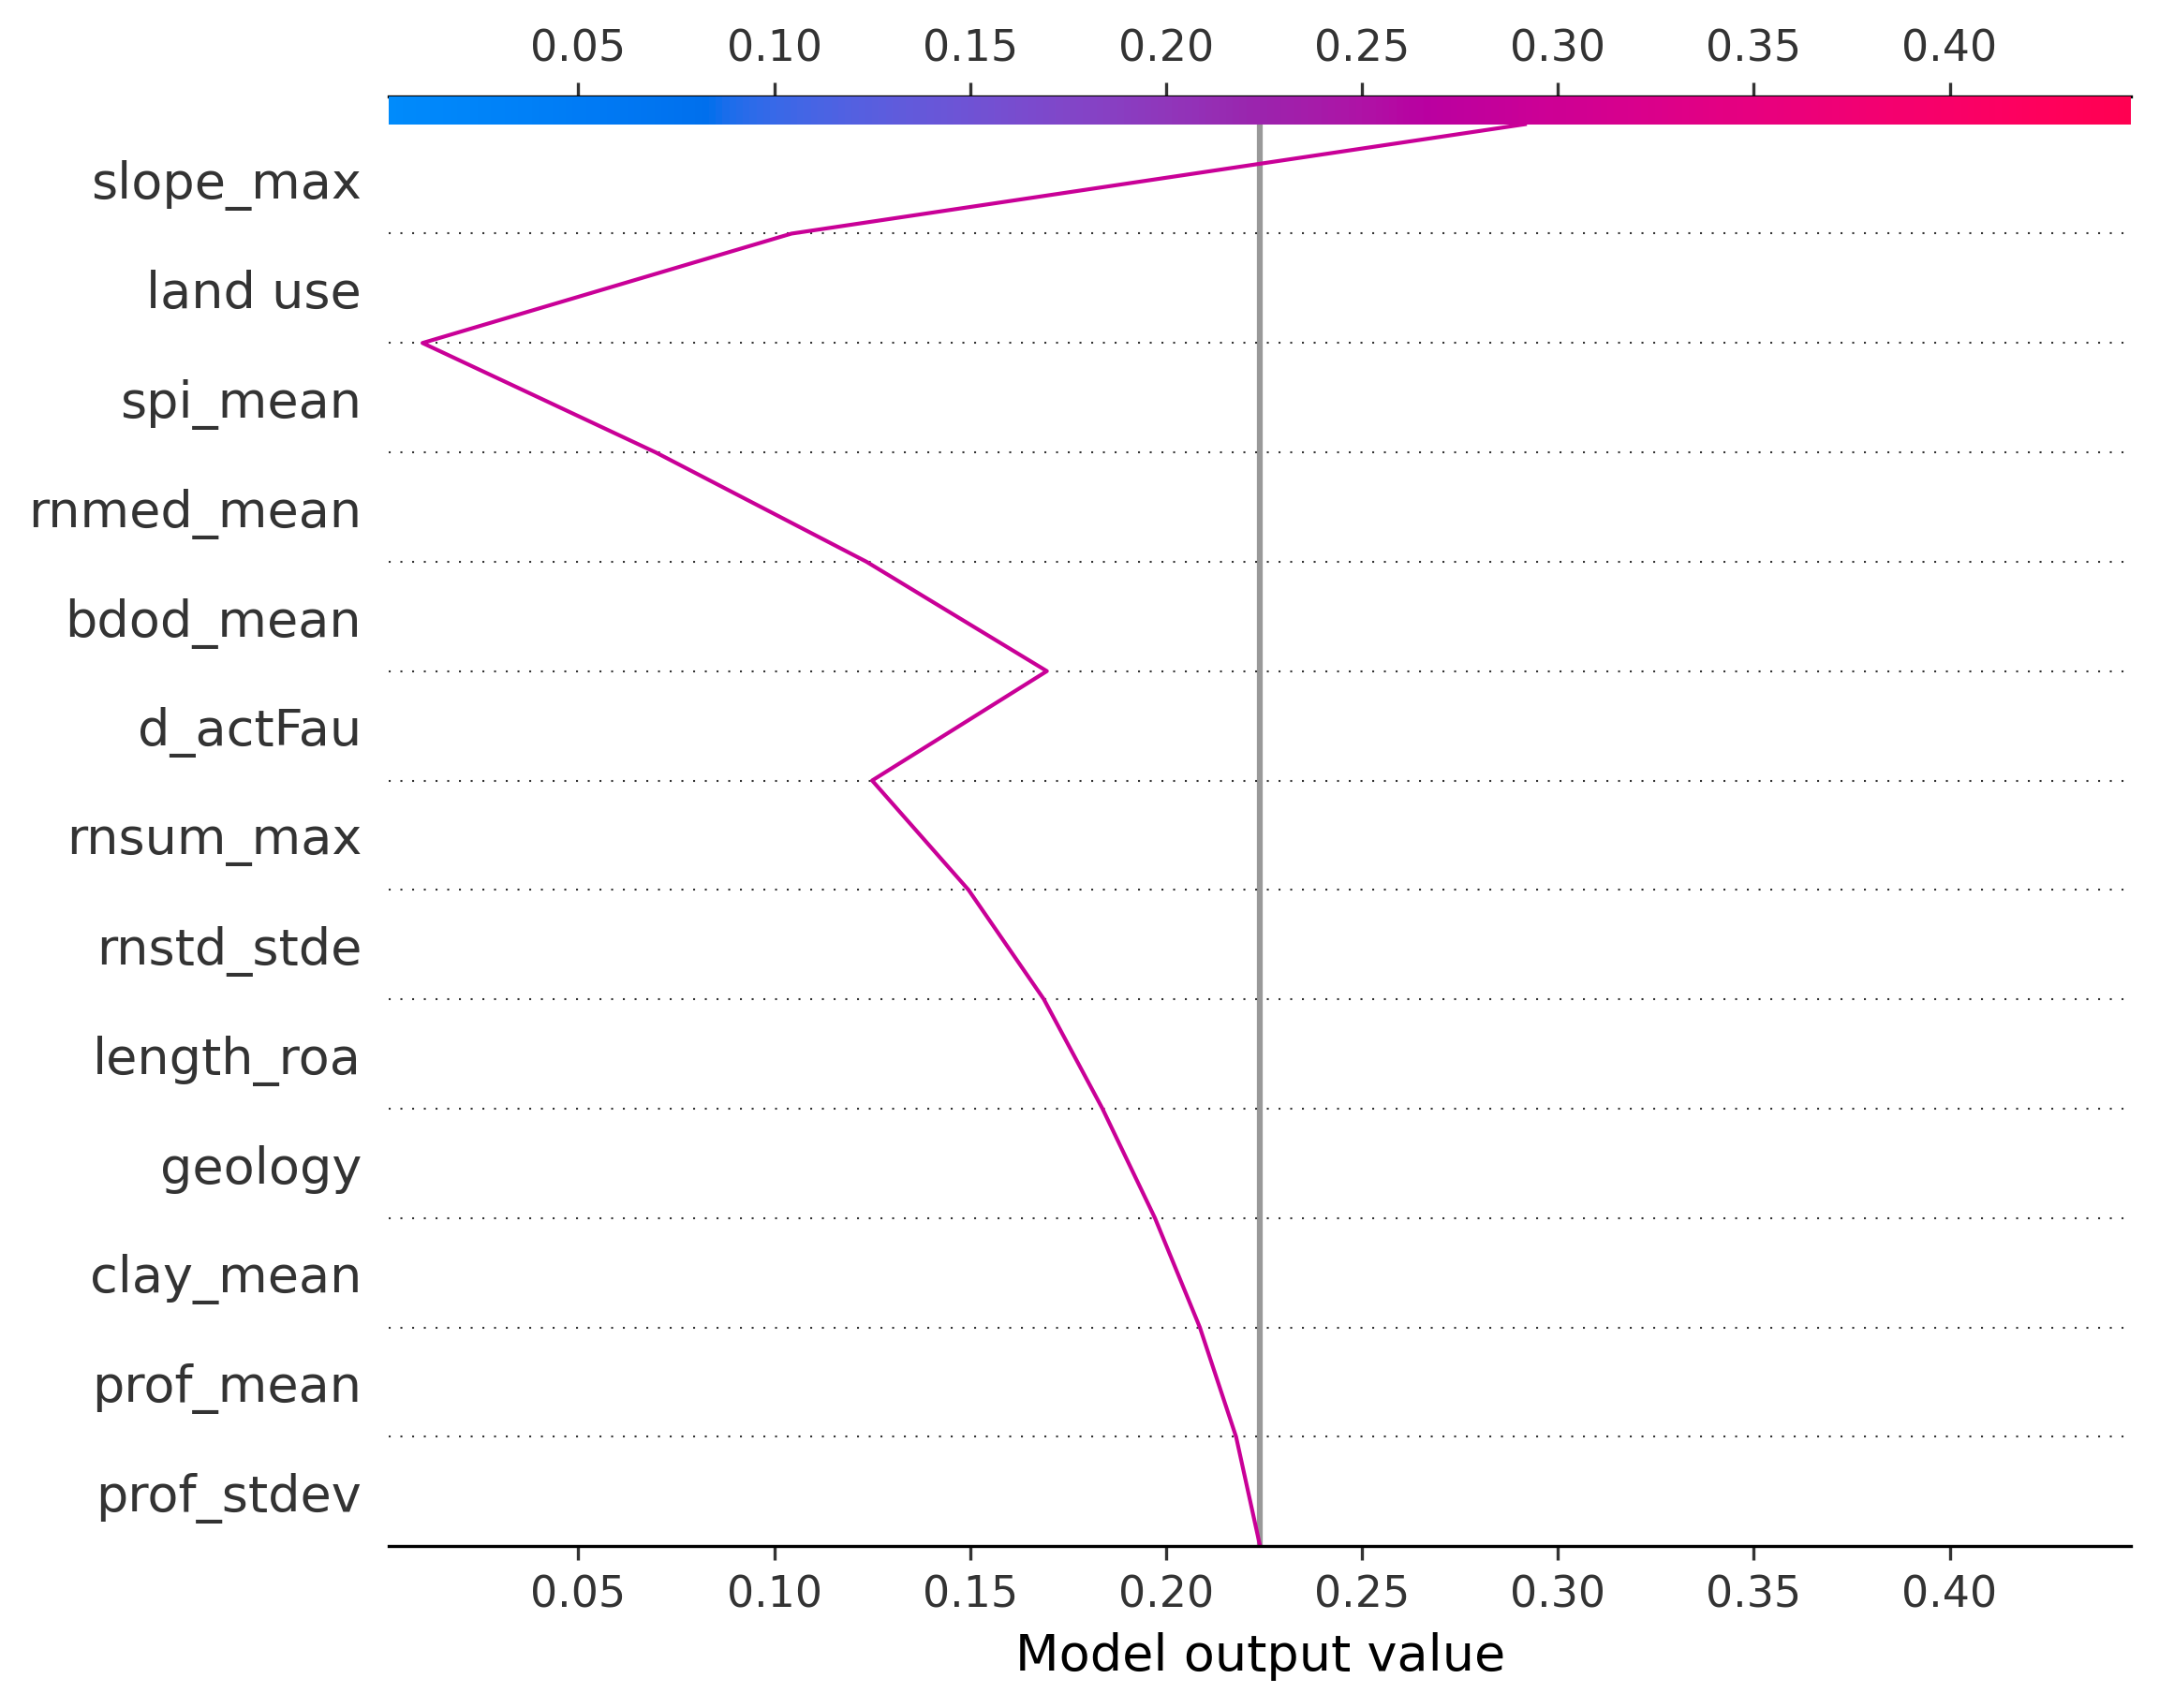 0.05 0.10 0.15 0.20 0.25 0.30 0.35 0.40
slope_max
land use
spi_mean
rnmed_mean
bdod_mean
d_actFau
rnsum_max
rnstd_stde
length_roa
geology
clay_mean
prof_mean
prof_stdev
0.05 0.10 0.15 0.20 0.25 0.30 0.35 0.40
Model output value